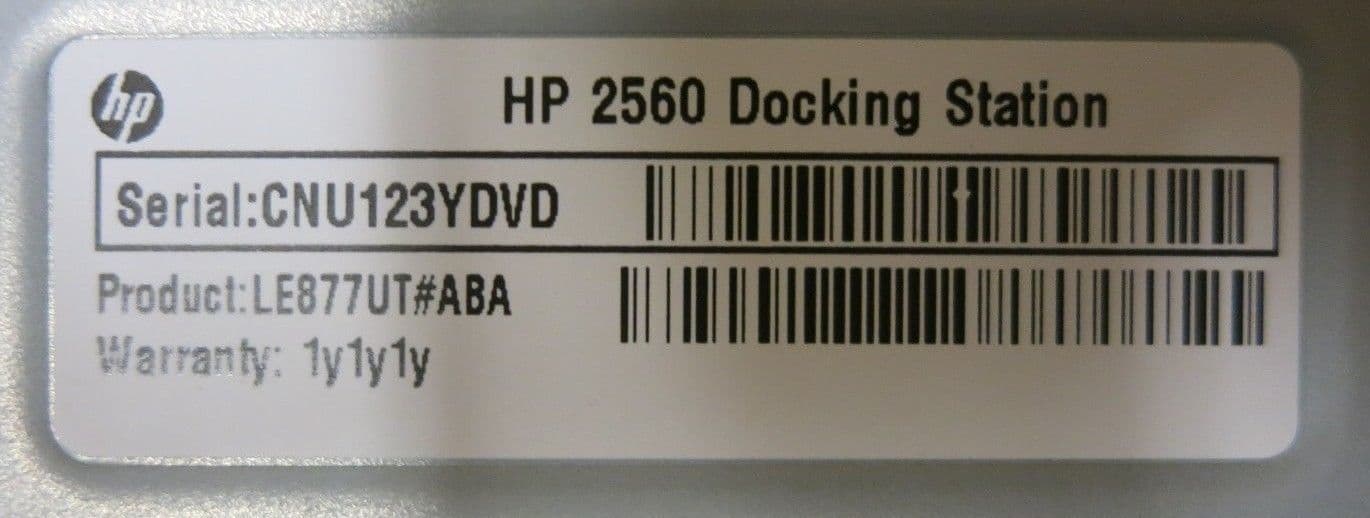 hp
HP 2560 Docking Station
Serial:CNU123YDVD
Product:LE877UT#ABA
Warranty: 1y1y1y